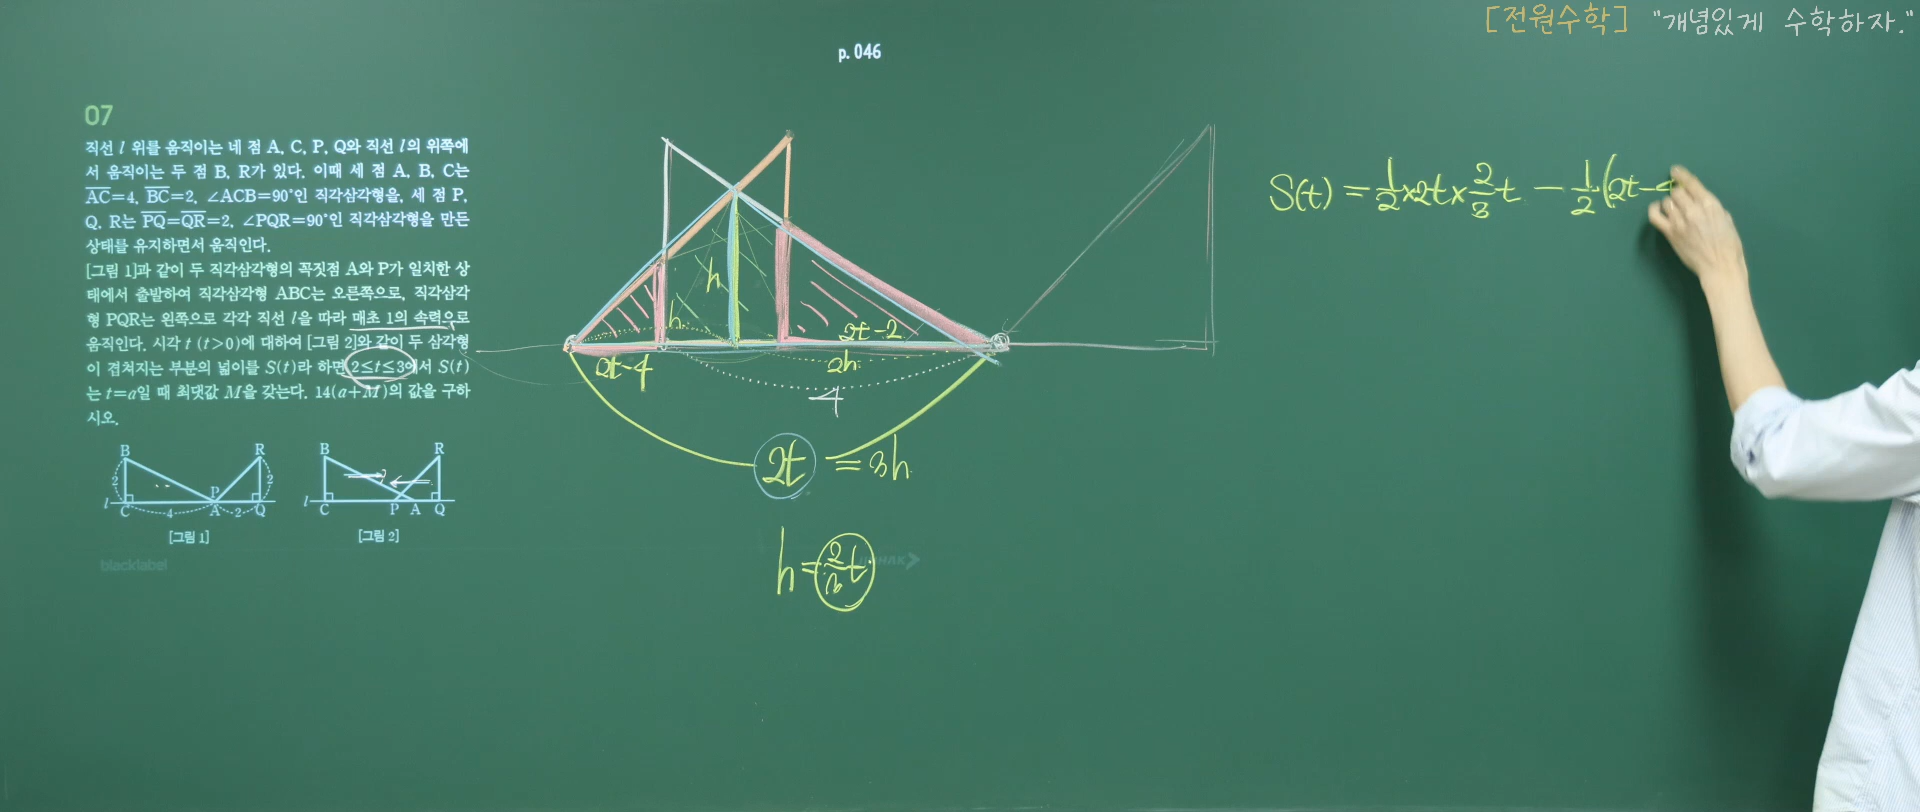 [전원수학] "개념있게 수학하자."
p. 046
07
직선 l 위를 움직이는 네 점 A, C, P, Q와 직선 l의 위쪽에
서 움직이는 두 점 B, R가 있다. 이때 세 점 A, B, C는
AC=4, BC=2, ∠ACB=90°인 직각삼각형을, 세 점 P,
Q, R는 PQ=QR=2, ∠PQR=90°인 직각삼각형을 만든
상태를 유지하면서 움직인다.
[그림 1]과 같이 두 직각삼각형의 꼭짓점 A와 P가 일치한 상
태에서 출발하여 직각삼각형 ABC는 오른쪽으로, 직각삼각
형 PQR는 왼쪽으로 각각 직선 l을 따라 매초 1의 속력으로
움직인다. 시각 t (t>0)에 대하여 [그림 2]와 같이 두 삼각형
이 겹쳐지는 부분의 넓이를 S(t)라 하면 2≤t≤3에서 S(t)
는 t=a일 때 최댓값 M을 갖는다. 14(a+M)의 값을 구하
시오.
B R B R
2 P 2
l C 4 A 2 Q l C P A Q
[그림 1] [그림 2]
blacklabel
h
h
2t-2
2t-4 2h
4
2t = 3h
h = 2/3 t
S(t) = 1/2 × 2t × 2/3 t - 1/2 (2t-4